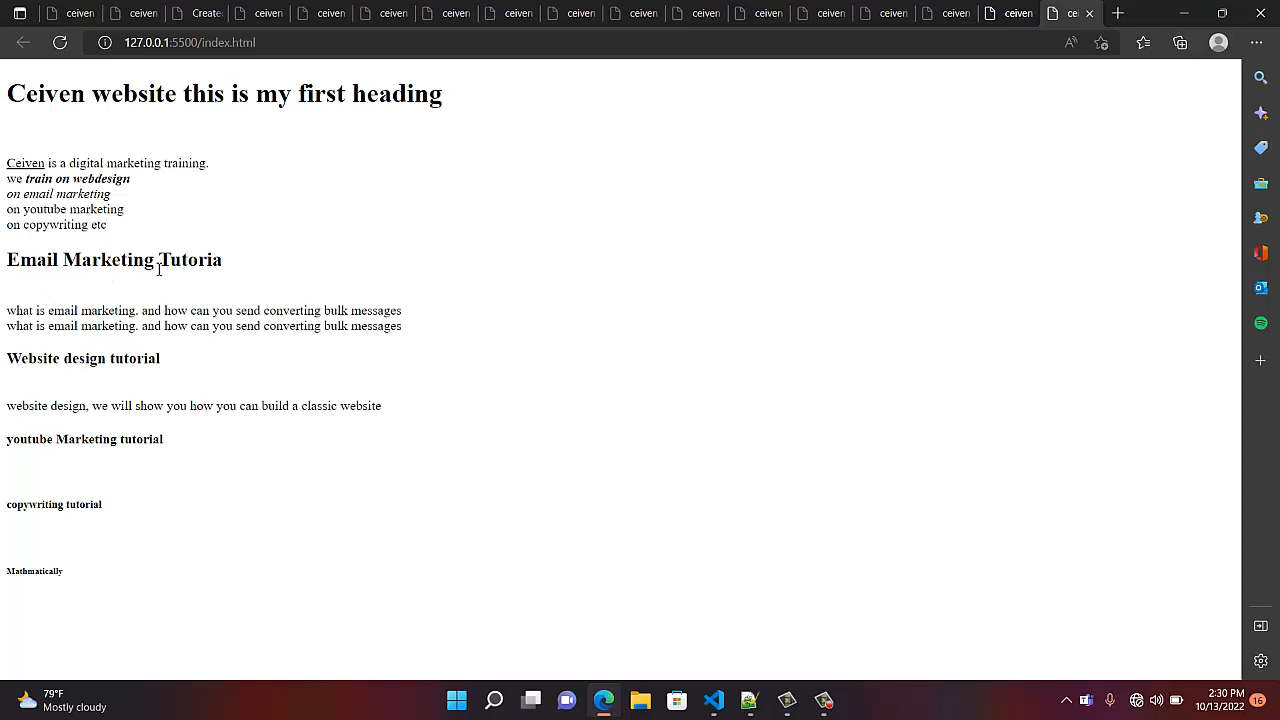 ceiven ceiven Create ceiven ceiven ceiven ceiven ceiven ceiven ceiven ceiven ceiven ceiven ceiven ceiven ceiven cei
127.0.0.1:5500/index.html
Ceiven website this is my first heading
Ceiven is a digital marketing training.
we train on webdesign
on email marketing
on youtube marketing
on copywriting etc
Email Marketing Tutoria
what is email marketing. and how can you send converting bulk messages
what is email marketing. and how can you send converting bulk messages
Website design tutorial
website design, we will show you how you can build a classic website
youtube Marketing tutorial
copywriting tutorial
Mathmatically
79°F
Mostly cloudy
2:30 PM
10/13/2022
16